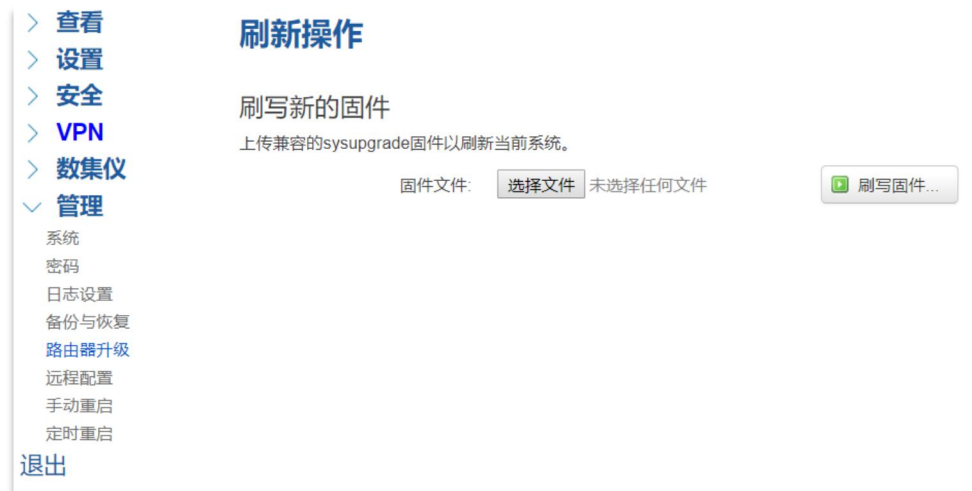 查看
设置
安全
VPN
数集仪
管理
系统
密码
日志设置
备份与恢复
路由器升级
远程配置
手动重启
定时重启
退出
刷新操作
刷写新的固件
上传兼容的sysupgrade固件以刷新当前系统。
固件文件: 选择文件 未选择任何文件 刷写固件...